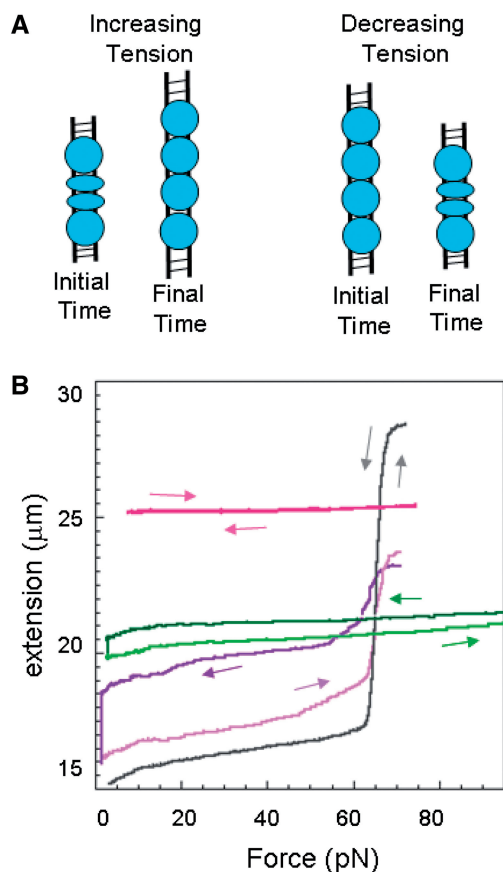 A
Increasing
Tension
Decreasing
Tension
Initial
Time
Final
Time
Initial
Time
Final
Time
B
30
25
20
15
extension (μm)
0
20
40
60
80
Force (pN)